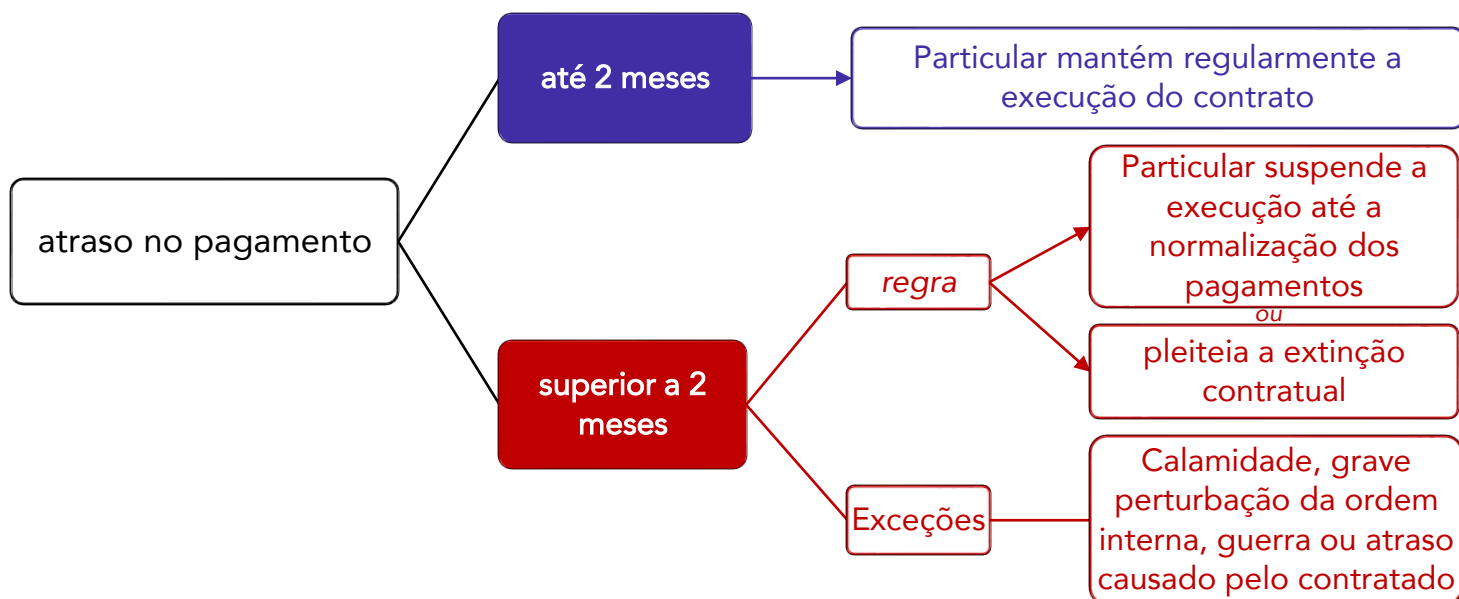 atraso no pagamento
até 2 meses
Particular mantém regularmente a
execução do contrato
superior a 2
meses
regra
Particular suspende a
execução até a
normalização dos
pagamentos
ou
pleiteia a extinção
contratual
Exceções
Calamidade, grave
perturbação da ordem
interna, guerra ou atraso
causado pelo contratado